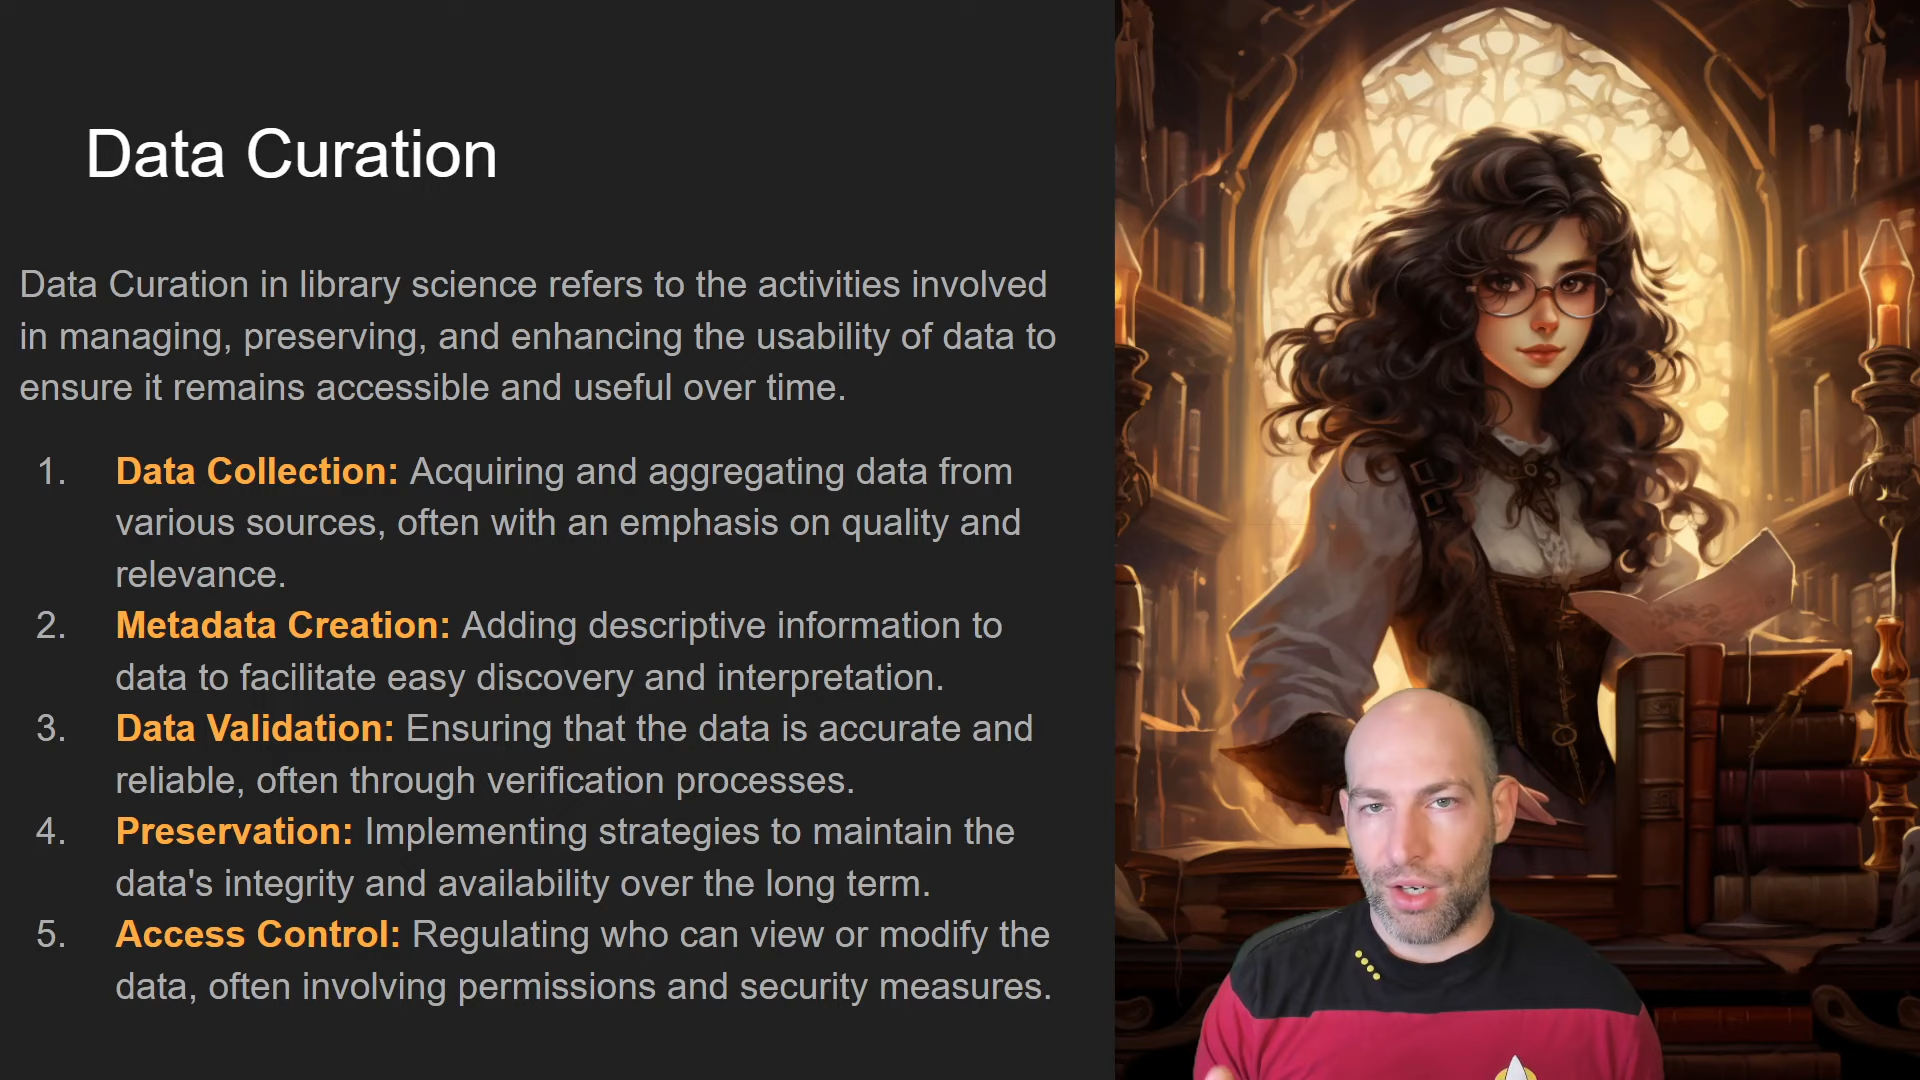 Data Curation
Data Curation in library science refers to the activities involved
in managing, preserving, and enhancing the usability of data to
ensure it remains accessible and useful over time.
1. Data Collection: Acquiring and aggregating data from
various sources, often with an emphasis on quality and
relevance.
2. Metadata Creation: Adding descriptive information to
data to facilitate easy discovery and interpretation.
3. Data Validation: Ensuring that the data is accurate and
reliable, often through verification processes.
4. Preservation: Implementing strategies to maintain the
data's integrity and availability over the long term.
5. Access Control: Regulating who can view or modify the
data, often involving permissions and security measures.